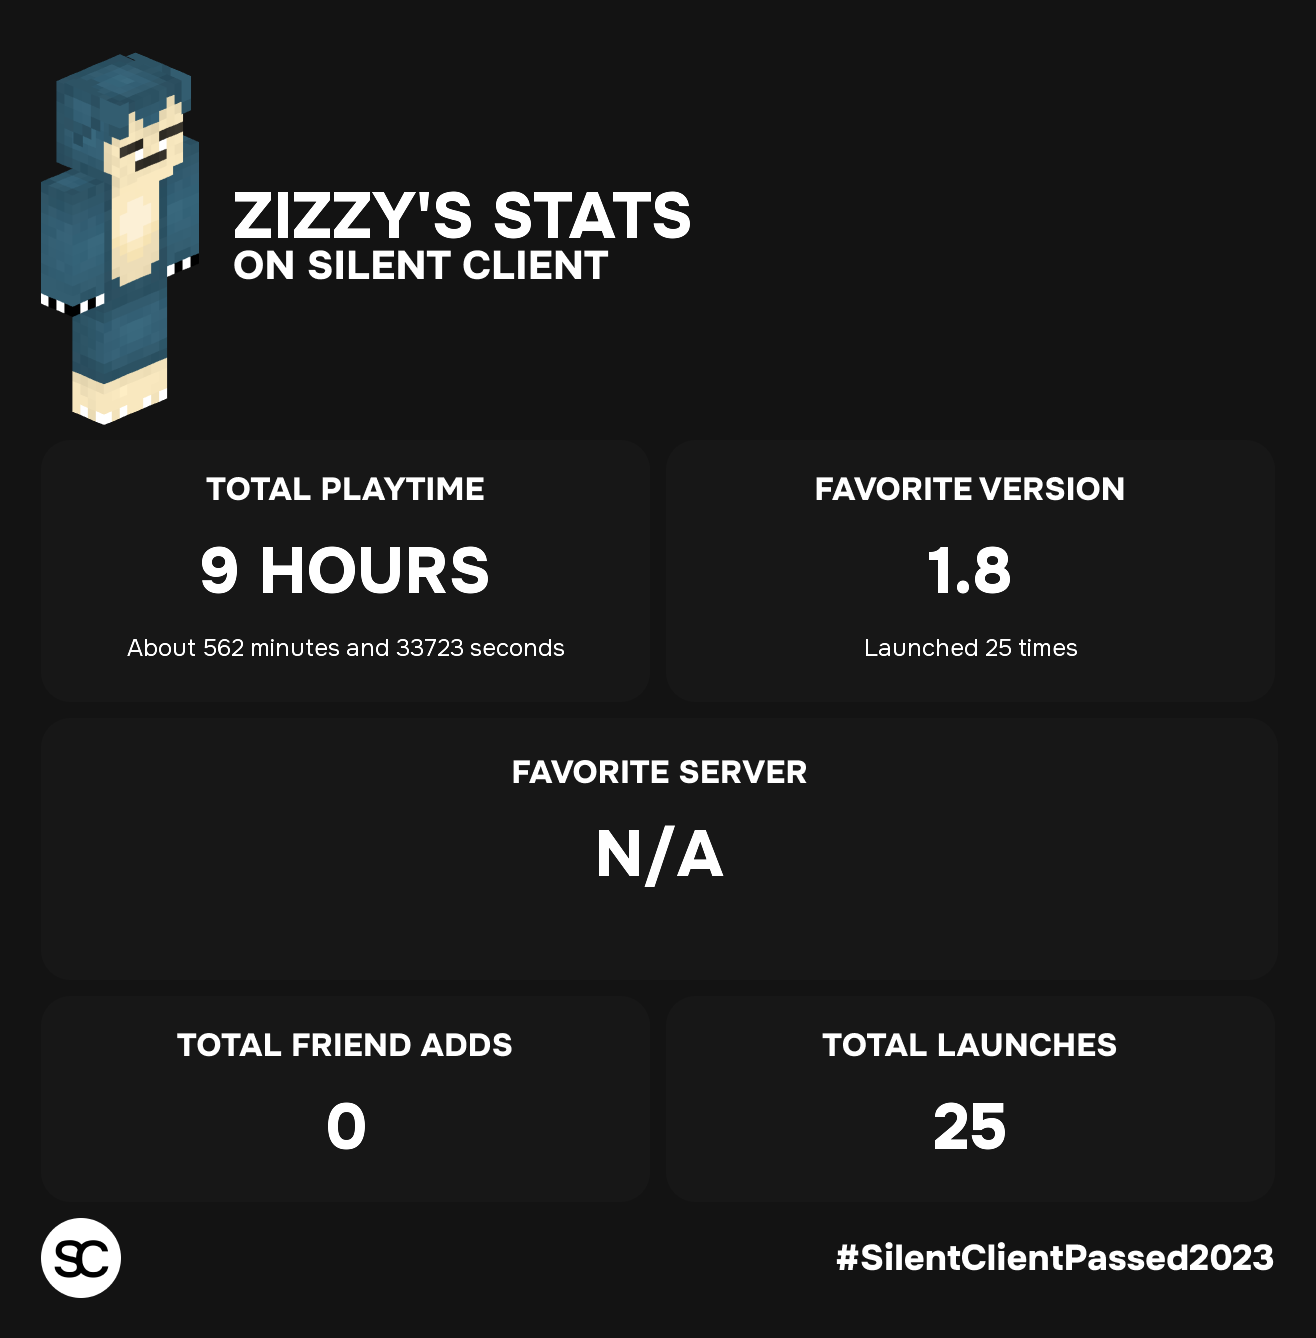 ZIZZY'S STATS
ON SILENT CLIENT
TOTAL PLAYTIME
9 HOURS
About 562 minutes and 33723 seconds
FAVORITE VERSION
1.8
Launched 25 times
FAVORITE SERVER
N/A
TOTAL FRIEND ADDS
0
TOTAL LAUNCHES
25
SC
#SilentClientPassed2023